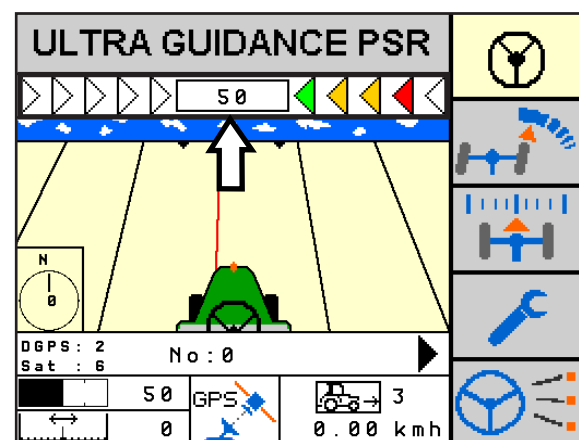 ULTRA GUIDANCE PSR
50
N
0
DGPS: 2
Sat : 6
No:0
50
GPS
3
0
0.00 kmh